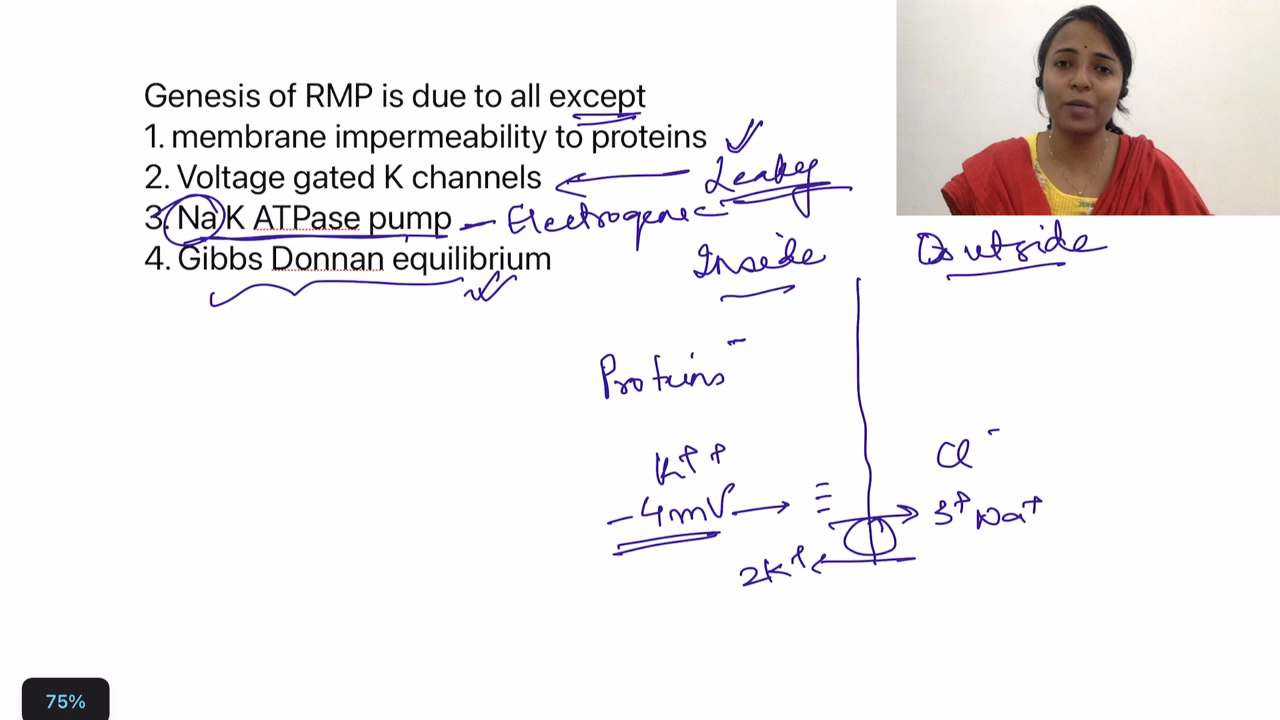 Genesis of RMP is due to all except
1. membrane impermeability to proteins
2. Voltage gated K channels Leaky
3. Na K ATPase pump - Electrogenic
4. Gibbs Donnan equilibrium
Inside Outside
Proteins -
K+ +
Cl -
-4mV
3+ Na+
2K+
75%